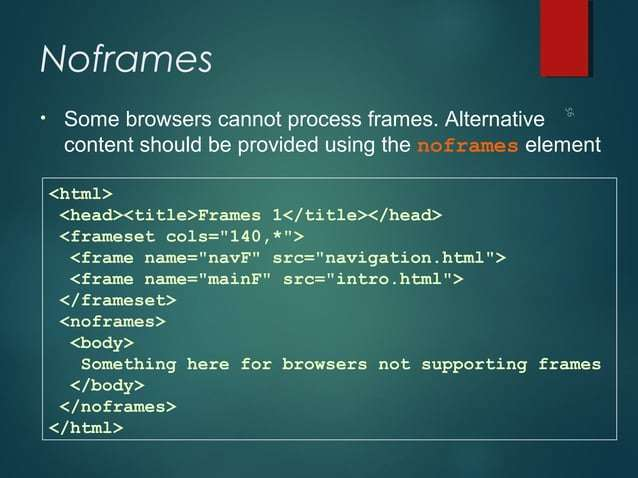 Noframes
• Some browsers cannot process frames. Alternative
content should be provided using the noframes element
56
<html>
<head><title>Frames 1</title></head>
<frameset cols="140,*">
<frame name="navF" src="navigation.html">
<frame name="mainF" src="intro.html">
</frameset>
<noframes>
<body>
Something here for browsers not supporting frames
</body>
</noframes>
</html>